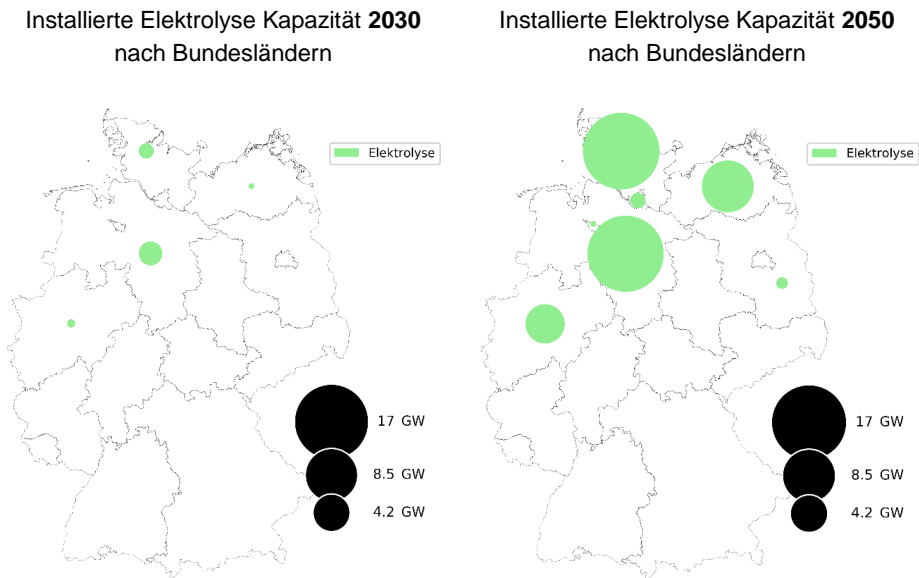 Installierte Elektrolyse Kapazität 2030
nach Bundesländern
Elektrolyse
17 GW
8.5 GW
4.2 GW
Installierte Elektrolyse Kapazität 2050
nach Bundesländern
Elektrolyse
17 GW
8.5 GW
4.2 GW